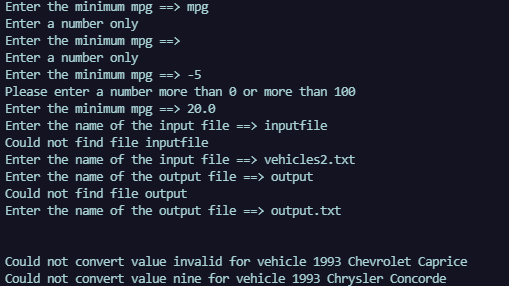 Enter the minimum mpg ==> mpg
Enter a number only
Enter the minimum mpg ==>
Enter a number only
Enter the minimum mpg ==> -5
Please enter a number more than 0 or more than 100
Enter the minimum mpg ==> 20.0
Enter the name of the input file ==> inputfile
Could not find file inputfile
Enter the name of the input file ==> vehicles2.txt
Enter the name of the output file ==> output
Could not find file output
Enter the name of the output file ==> output.txt
Could not convert value invalid for vehicle 1993 Chevrolet Caprice
Could not convert value nine for vehicle 1993 Chrysler Concorde